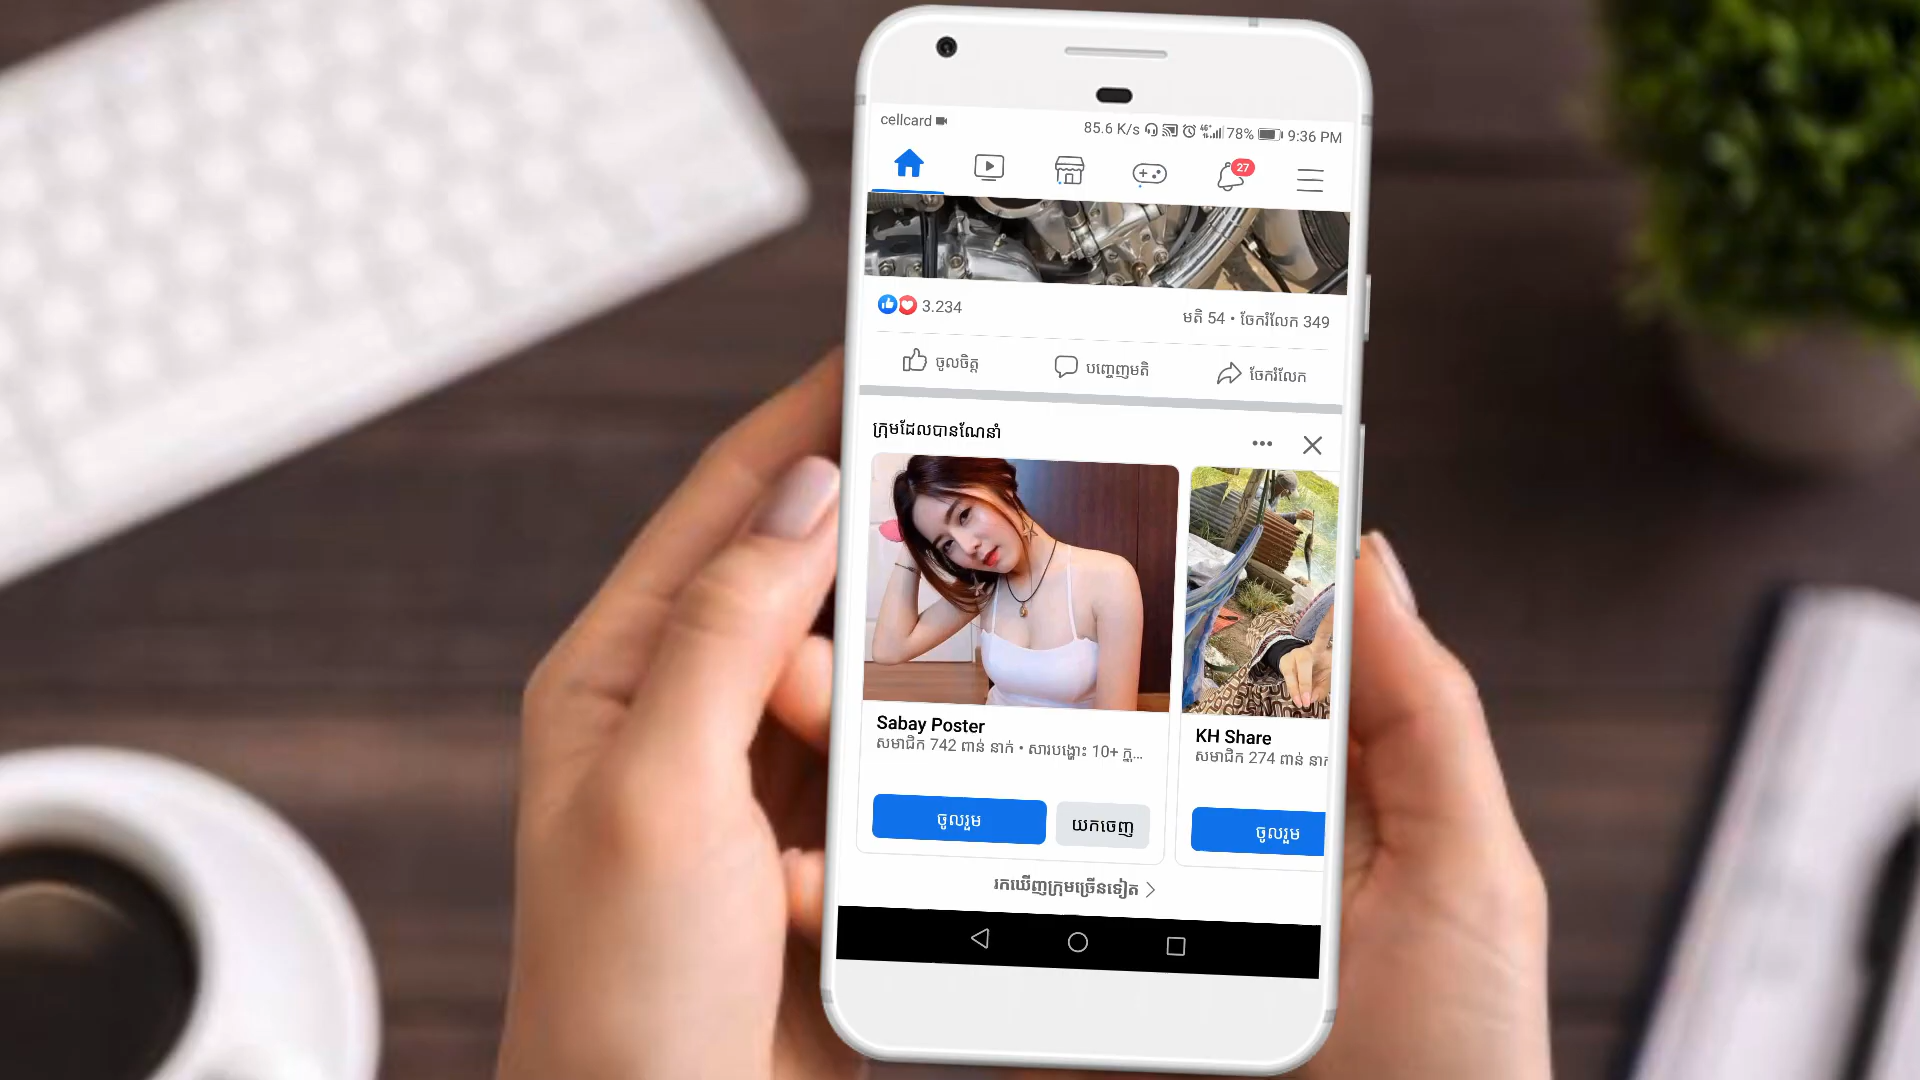 cellcard
85.6 K/s 4G+ 78% 9:36 PM
27
3.234
មតិ 54 • ចែករំលែក 349
ចូលចិត្ត
បញ្ចេញមតិ
ចែករំលែក
ក្រុមដែលបានណែនាំ
Sabay Poster
សមាជិក 742 ពាន់ នាក់ • សារបង្ហោះ 10+ ក្នុ...
ចូលរួម
យកចេញ
KH Share
សមាជិក 274 ពាន់ នាក់
ចូលរួម
រកឃើញក្រុមច្រើនទៀត